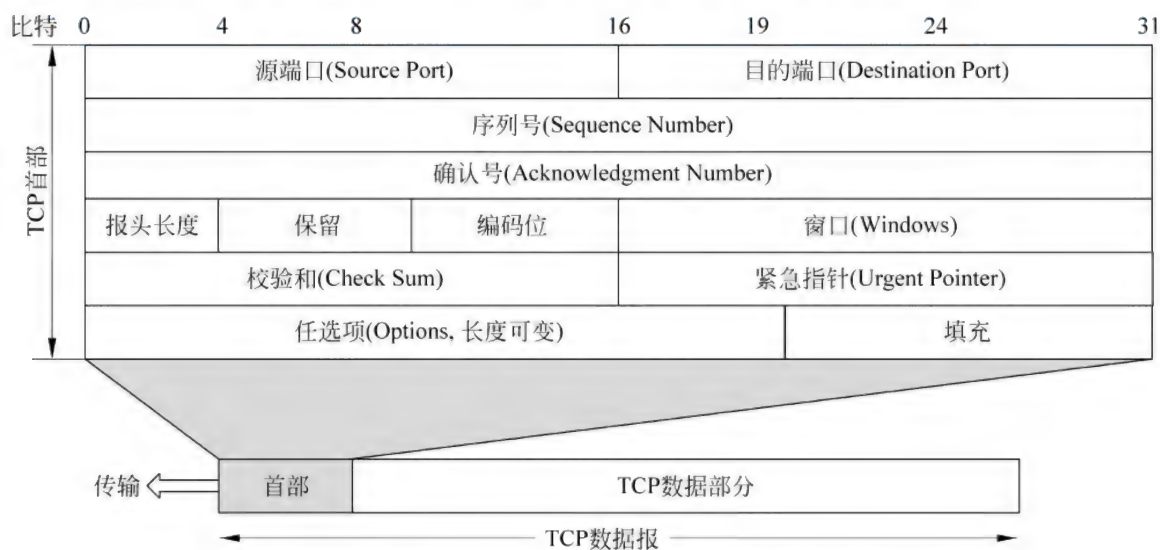 比特 0 4 8 16 19 24 31
源端口(Source Port) 目的端口(Destination Port)
序列号(Sequence Number)
确认号(Acknowledgment Number)
TCP首部
报头长度 保留 编码位 窗口(Windows)
校验和(Check Sum) 紧急指针(Urgent Pointer)
任选项(Options, 长度可变) 填充
传输 首部 TCP数据部分
TCP数据报